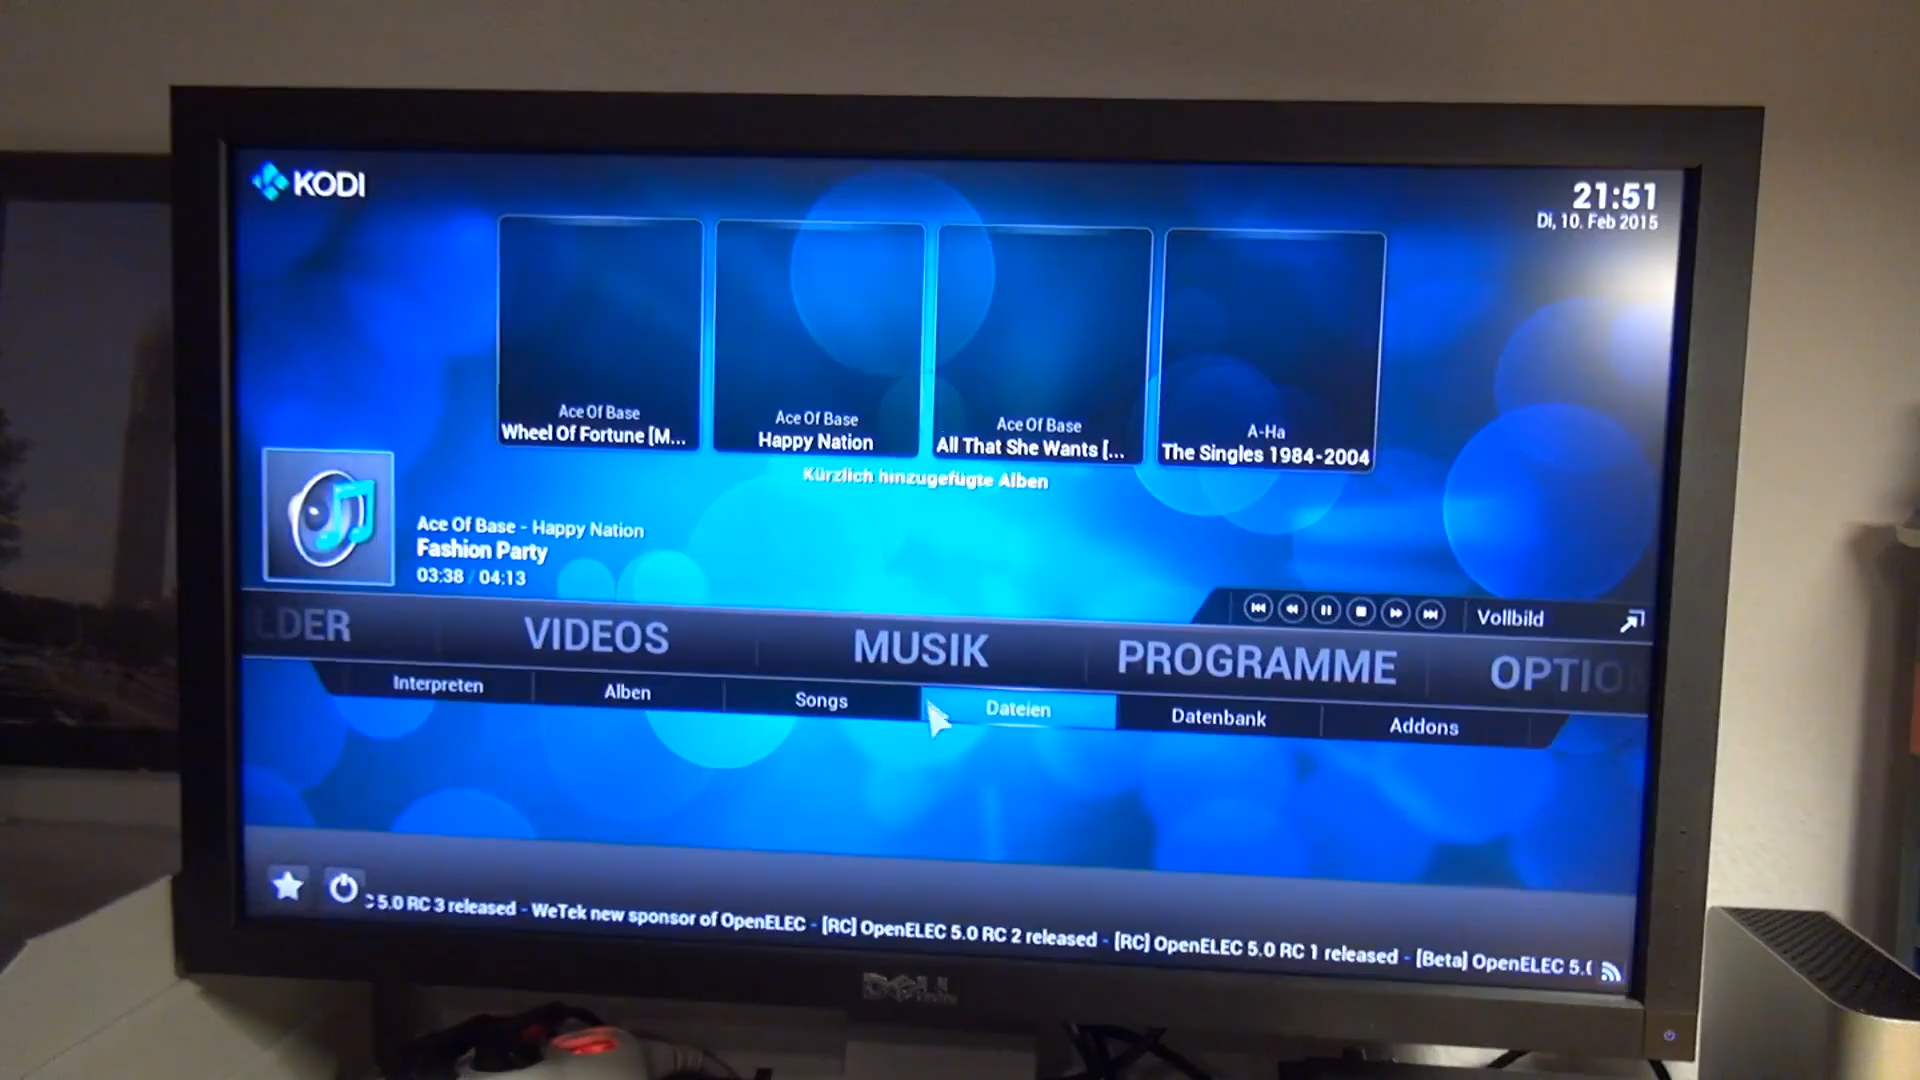 KODI
21:51
Di, 10. Feb 2015
Ace Of Base
Wheel Of Fortune [M...
Ace Of Base
Happy Nation
Ace Of Base
All That She Wants [...
A-Ha
The Singles 1984-2004
Kürzlich hinzugefügte Alben
Ace Of Base - Happy Nation
Fashion Party
03:38 / 04:13
Vollbild
LDER VIDEOS MUSIK PROGRAMME OPTIO
Interpreten Alben Songs Dateien Datenbank Addons
5.0 RC 3 released - WeTek new sponsor of OpenELEC - [RC] OpenELEC 5.0 RC 2 released - [RC] OpenELEC 5.0 RC 1 released - [Beta] OpenELEC 5.
DELL